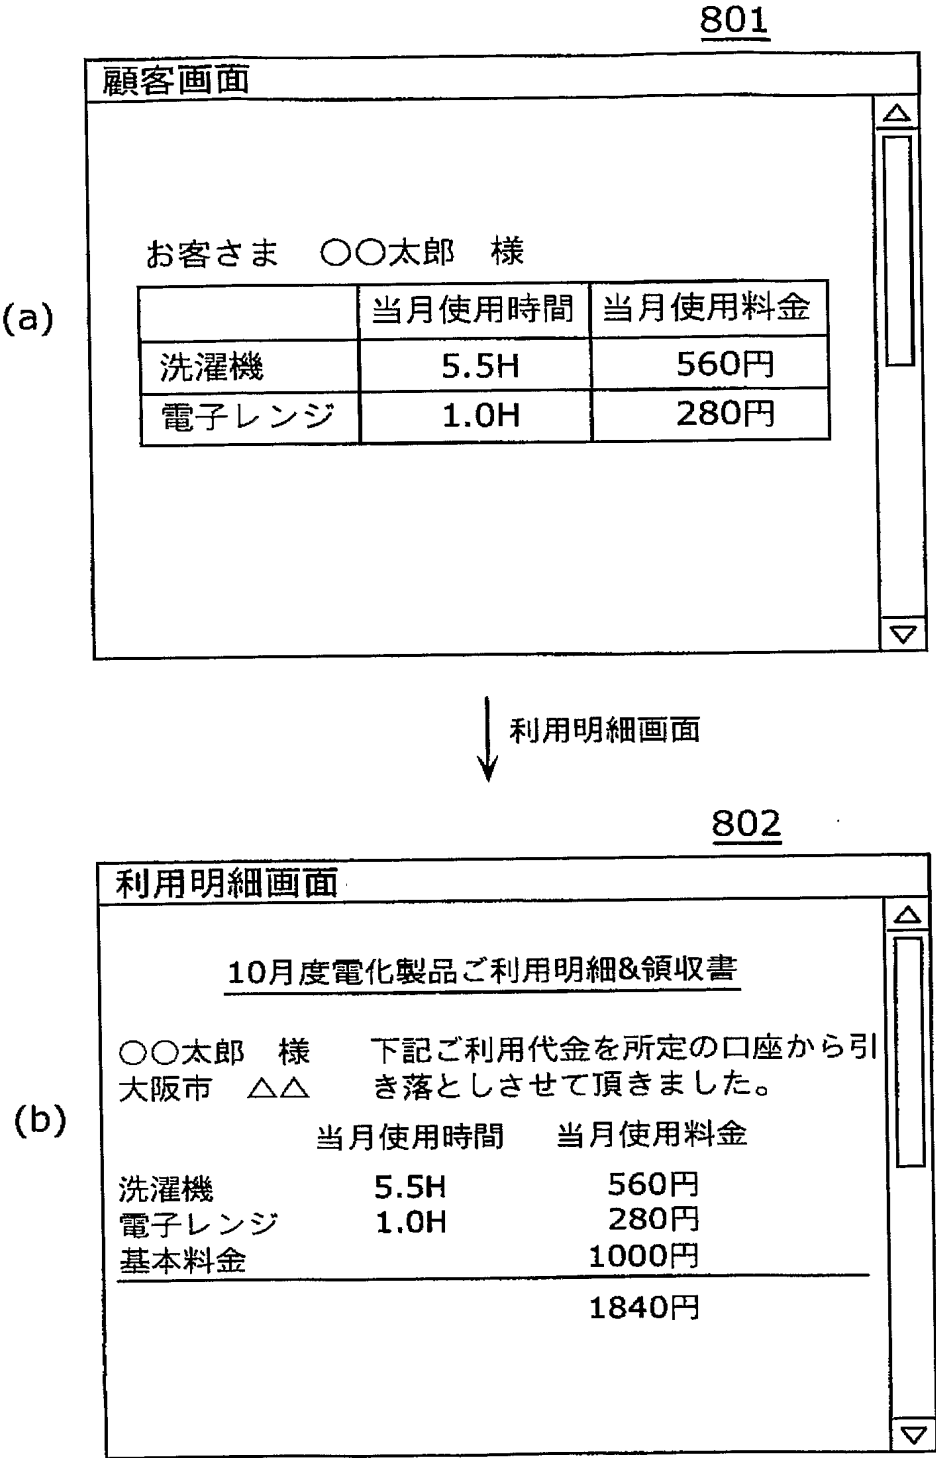 801
顧客画面
お客さま ○○太郎 様
(a)
当月使用時間 当月使用料金
洗濯機 5.5H 560円
電子レンジ 1.0H 280円
利用明細画面
802
利用明細画面
10月度電化製品ご利用明細&領収書
○○太郎 様 下記ご利用代金を所定の口座から引
大阪市 △△ き落としさせて頂きました。
(b)
当月使用時間 当月使用料金
洗濯機 5.5H 560円
電子レンジ 1.0H 280円
基本料金 1000円
1840円